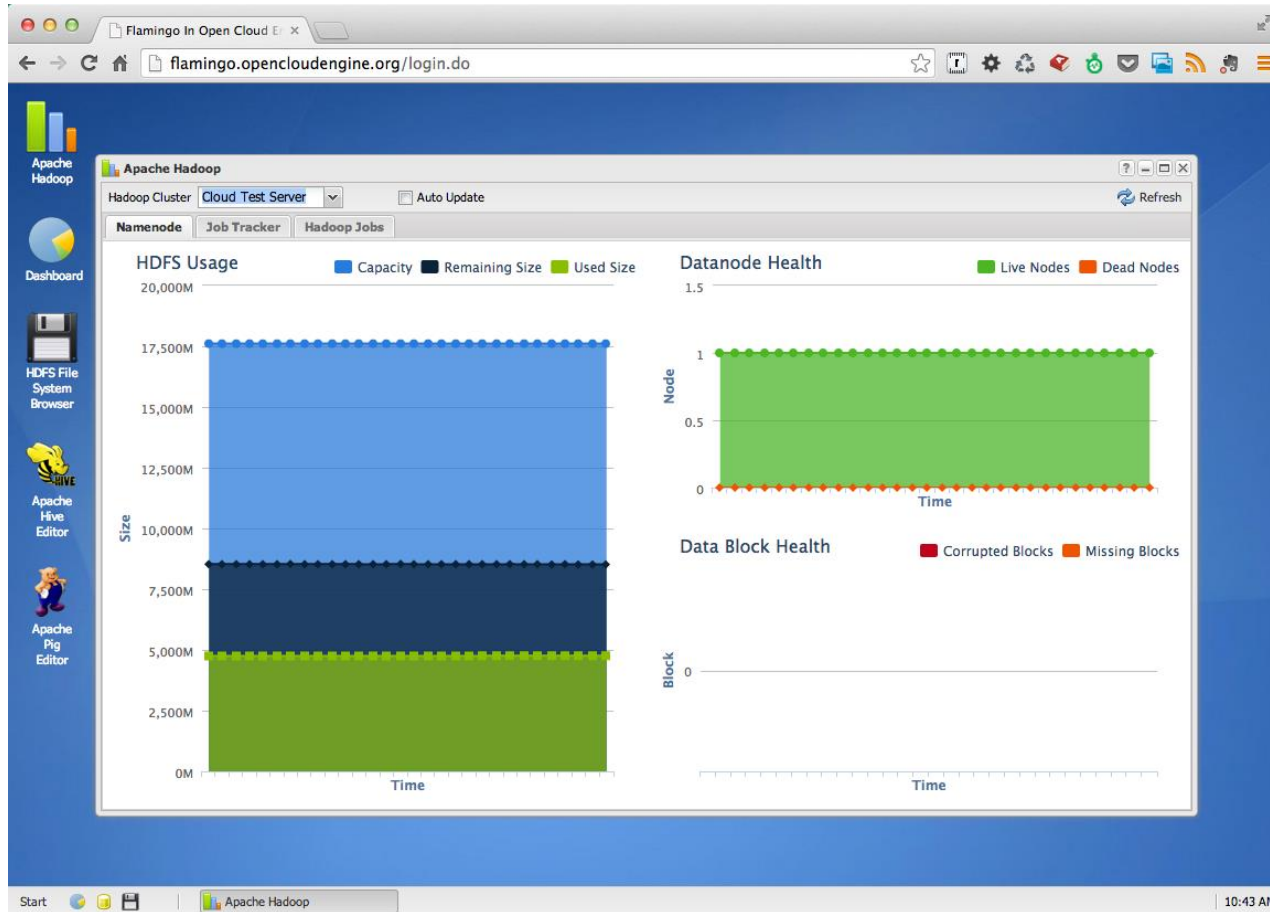 Flamingo In Open Cloud E
flamingo.opencloudengine.org/login.do
Apache
Hadoop
Dashboard
HDFS File
System
Browser
HIVE
Apache
Hive
Editor
Apache
Pig
Editor
Apache Hadoop
Hadoop Cluster Cloud Test Server Auto Update Refresh
Namenode Job Tracker Hadoop Jobs
HDFS Usage
Capacity Remaining Size Used Size
20,000M
17,500M
15,000M
12,500M
10,000M
7,500M
5,000M
2,500M
0M
Size
Time
Datanode Health
Live Nodes Dead Nodes
1.5
1
0.5
0
Node
Time
Data Block Health
Corrupted Blocks Missing Blocks
0
Block
Time
Start Apache Hadoop 10:43 AM